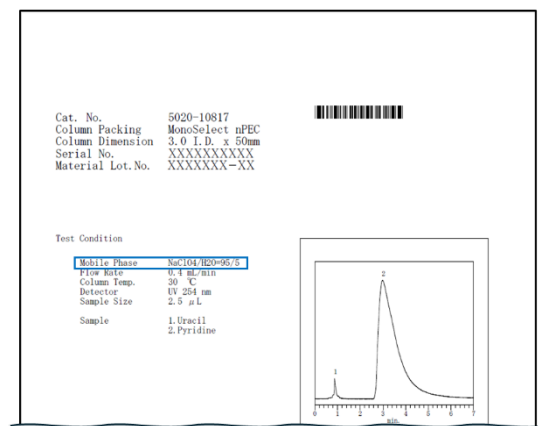 Cat. No. 5020-10817
Column Packing MonoSelect nPEC
Column Dimension 3.0 I.D. x 50mm
Serial No. XXXXXXXXXX
Material Lot.No. XXXXXXX-XX
Test Condition
Mobile Phase NaClO4/H2O=95/5
Flow Rate 0.4 mL/min
Column Temp. 30 ℃
Detector UV 254 nm
Sample Size 2.5 μL
Sample 1.Uracil
2.Pyridine
2
1
0 1 2 3 4 5 6 7
min.